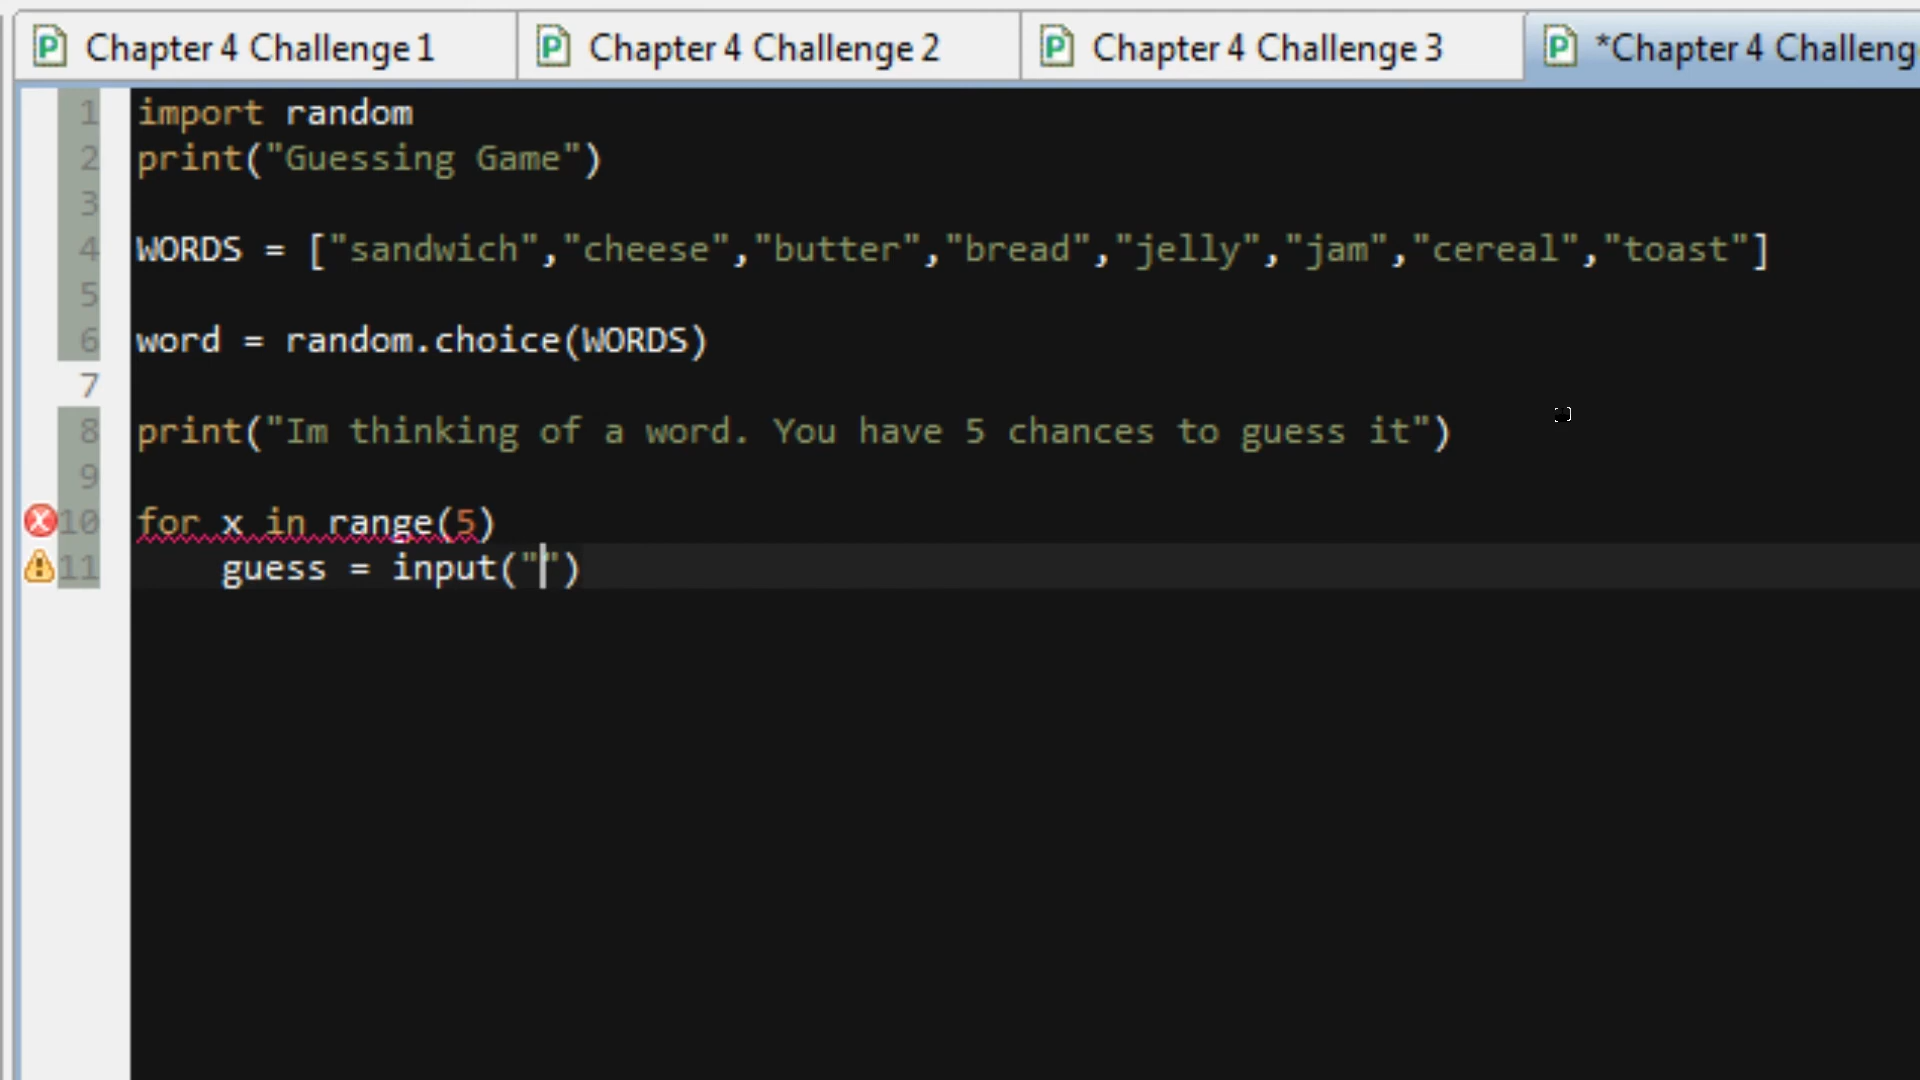 Chapter 4 Challenge 1 Chapter 4 Challenge 2 Chapter 4 Challenge 3 *Chapter 4 Challeng
1 import random
2 print("Guessing Game")
3
4 WORDS = ["sandwich","cheese","butter","bread","jelly","jam","cereal","toast"]
5
6 word = random.choice(WORDS)
7
8 print("Im thinking of a word. You have 5 chances to guess it")
9
10 for x in range(5)
11 guess = input("")